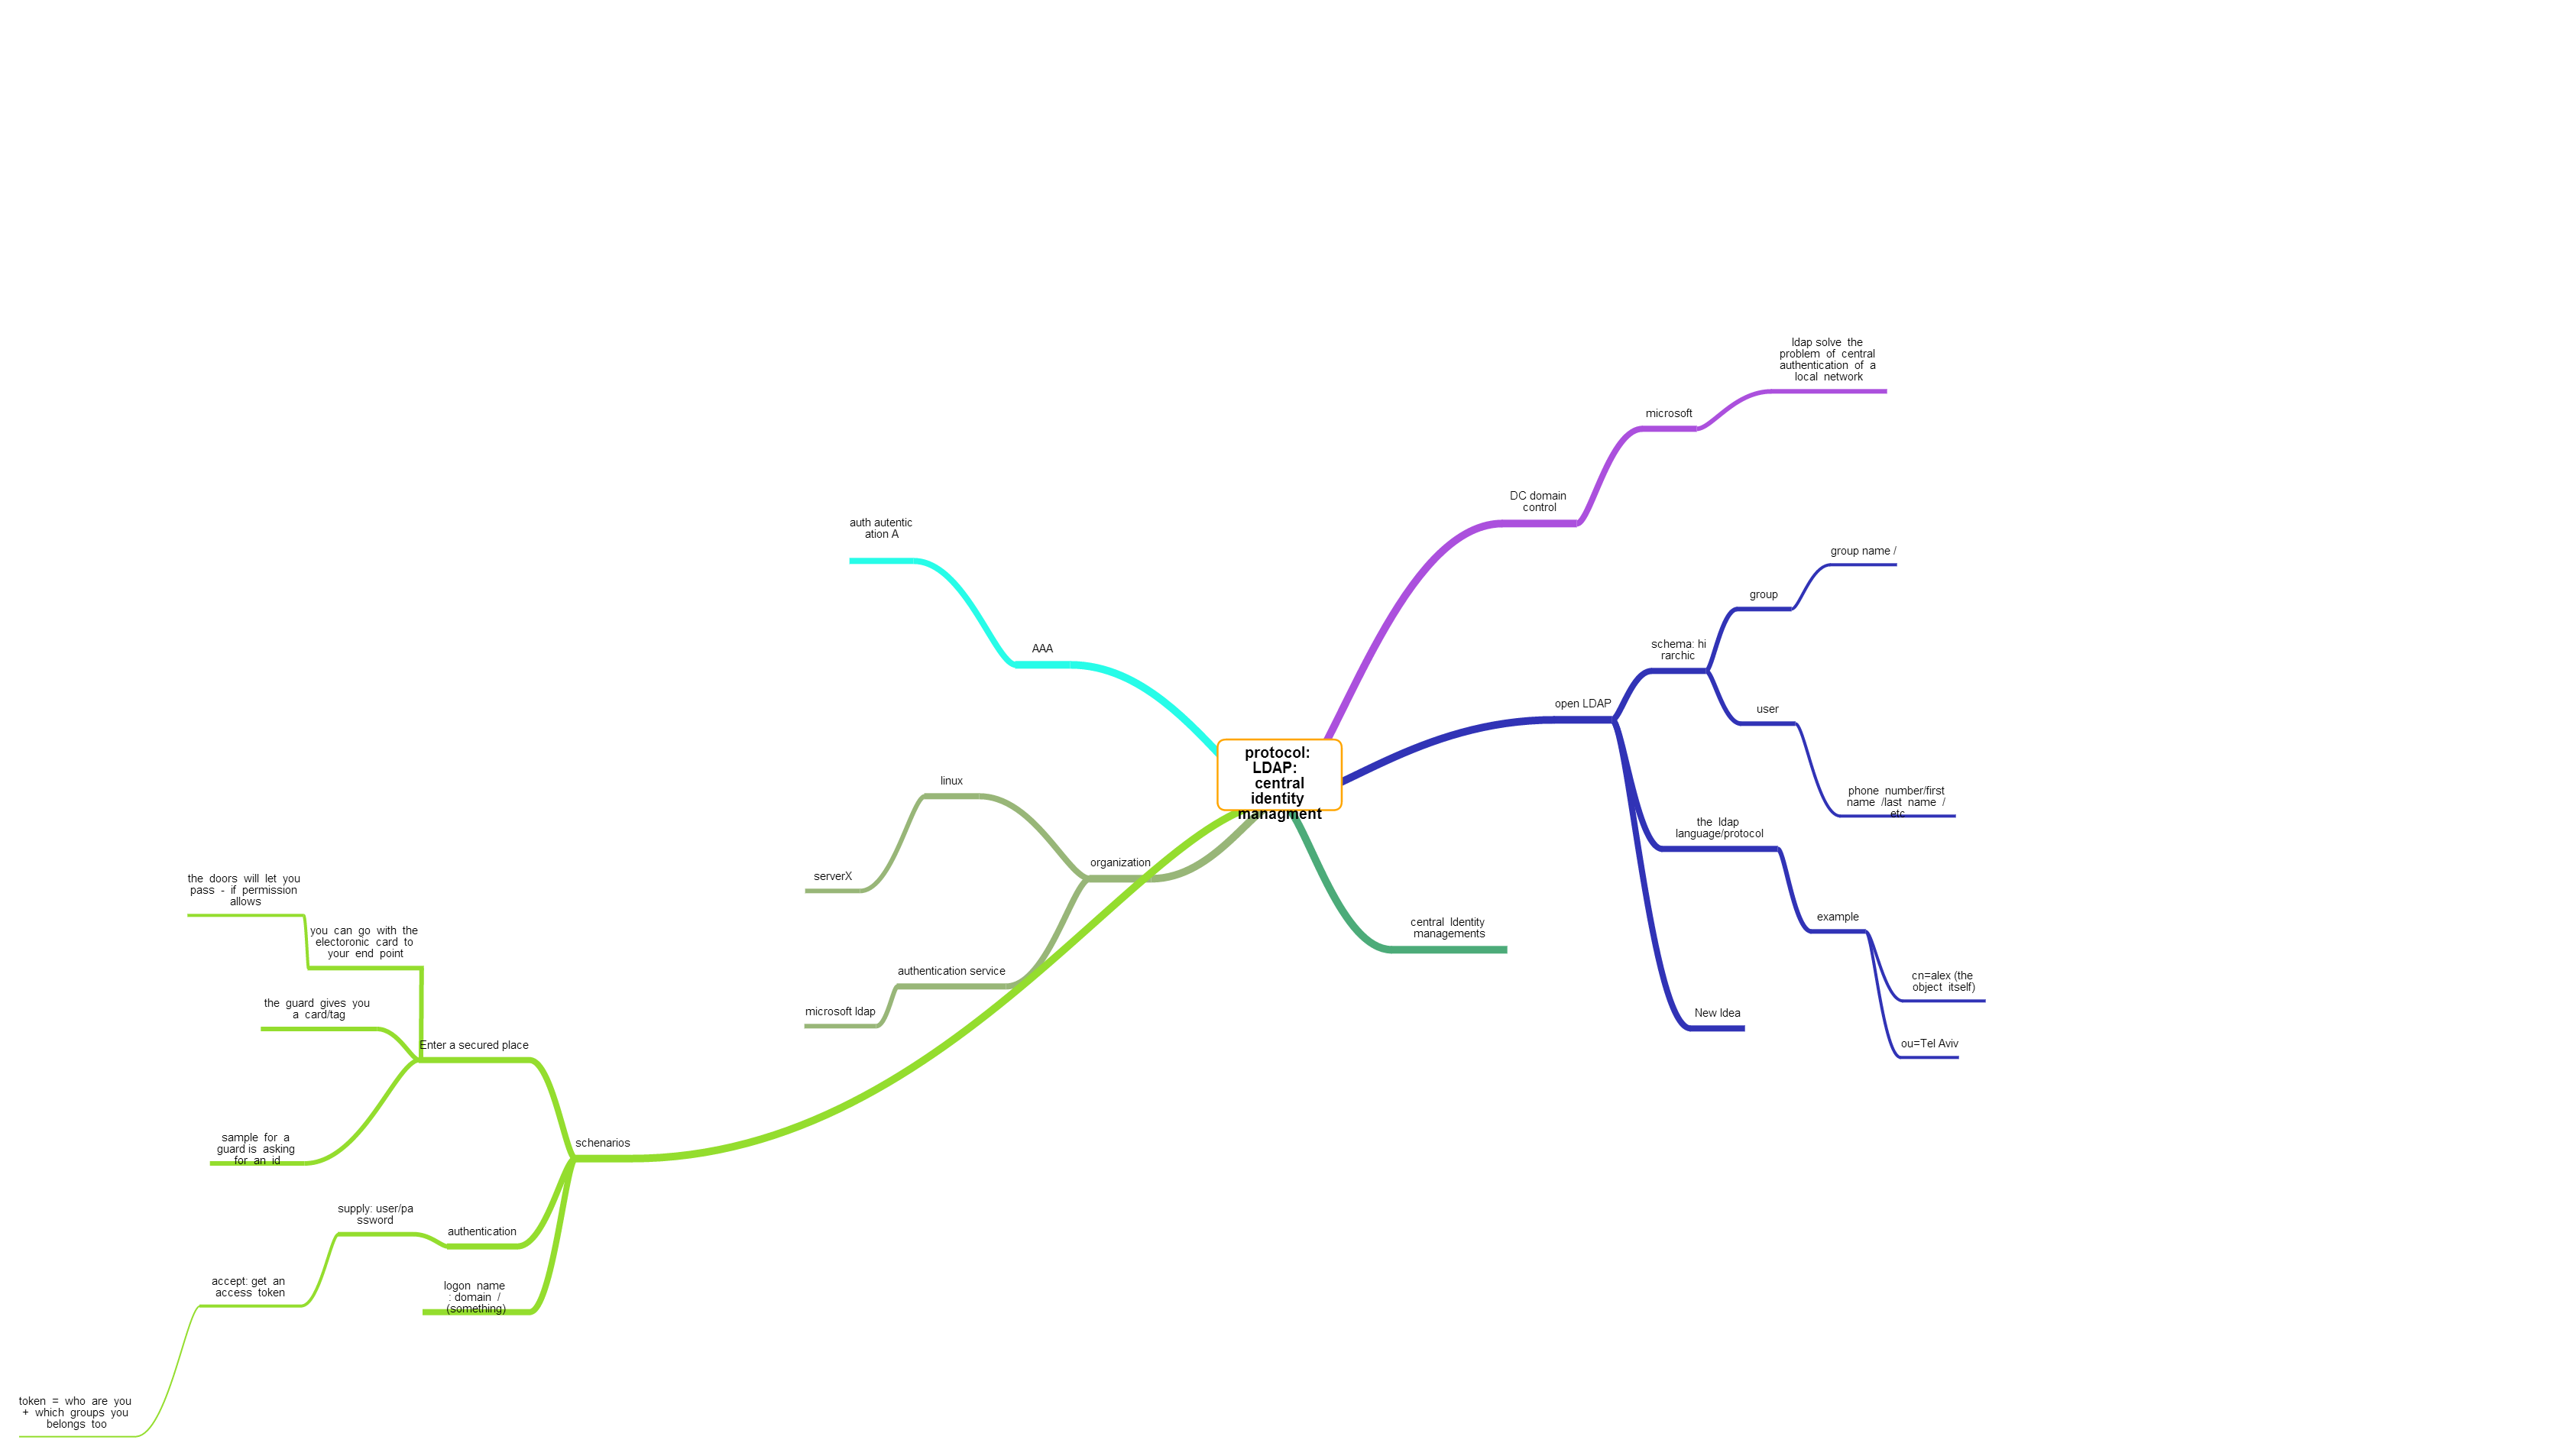 protocol:
LDAP:
central
identity
managment
DC domain
control
microsoft
ldap solve the
problem of central
authentication of a
local network
open LDAP
schema: hi
rarchic
group
group name /
user
phone number/first
name /last name /
etc
the ldap
language/protocol
example
cn=alex (the
object itself)
ou=Tel Aviv
New Idea
central Identity
managements
AAA
auth autentic
ation A
organization
linux
serverX
authentication service
microsoft ldap
schenarios
Enter a secured place
you can go with the
electoronic card to
your end point
the doors will let you
pass - if permission
allows
the guard gives you
a card/tag
sample for a
guard is asking
for an id
authentication
supply: user/pa
ssword
accept: get an
access token
token = who are you
+ which groups you
belongs too
logon name
: domain /
(something)